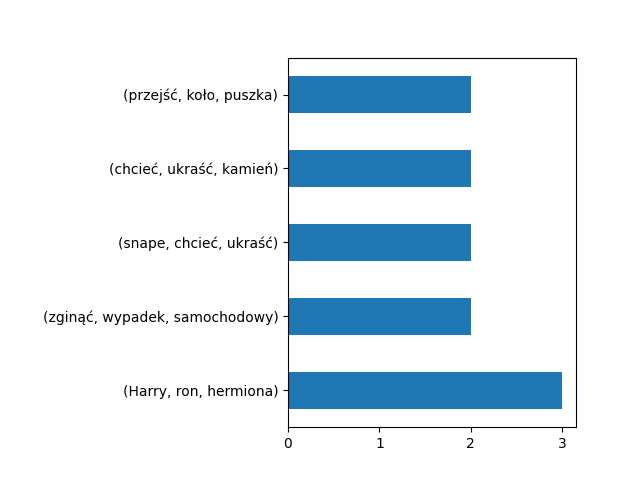 (przejść, koło, puszka)
(chcieć, ukraść, kamień)
(snape, chcieć, ukraść)
(zginąć, wypadek, samochodowy)
(Harry, ron, hermiona)
0 1 2 3